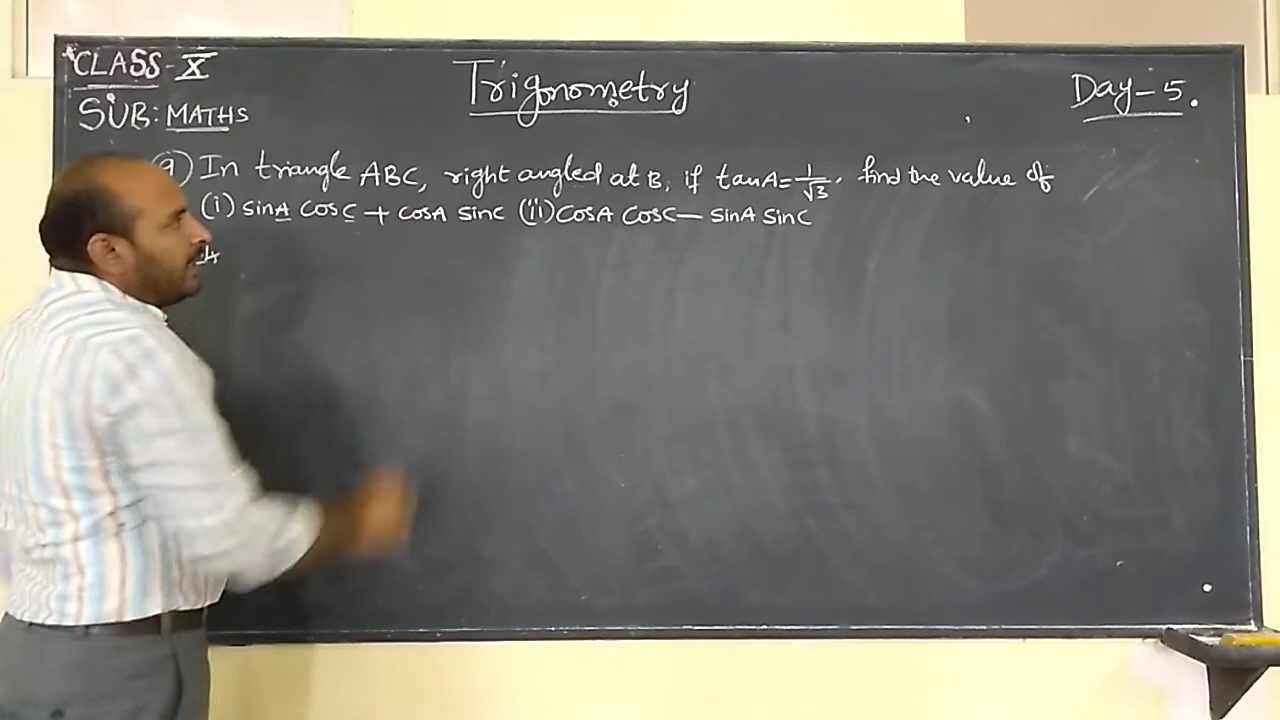 CLASS-X
Trigonometry
Day-5.
SUB: MATHS
9) In triangle ABC, right angled at B, if tanA=1/√3, find the value of
(i) sinA cosC + cosA sinC (ii) cosA cosC - sinA sinC